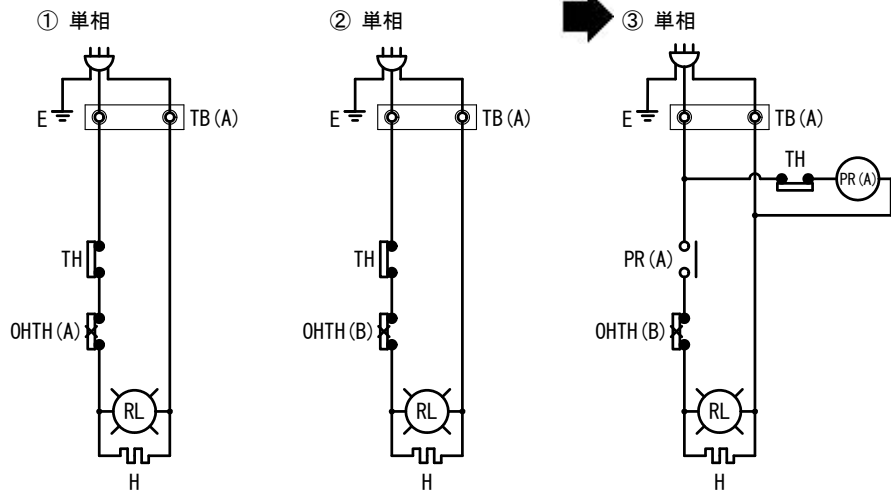 ① 単相
E
TB(A)
TH
OHTH(A)
RL
H
② 単相
E
TB(A)
TH
OHTH(B)
RL
H
③ 単相
E
TB(A)
TH
PR(A)
PR(A)
OHTH(B)
RL
H